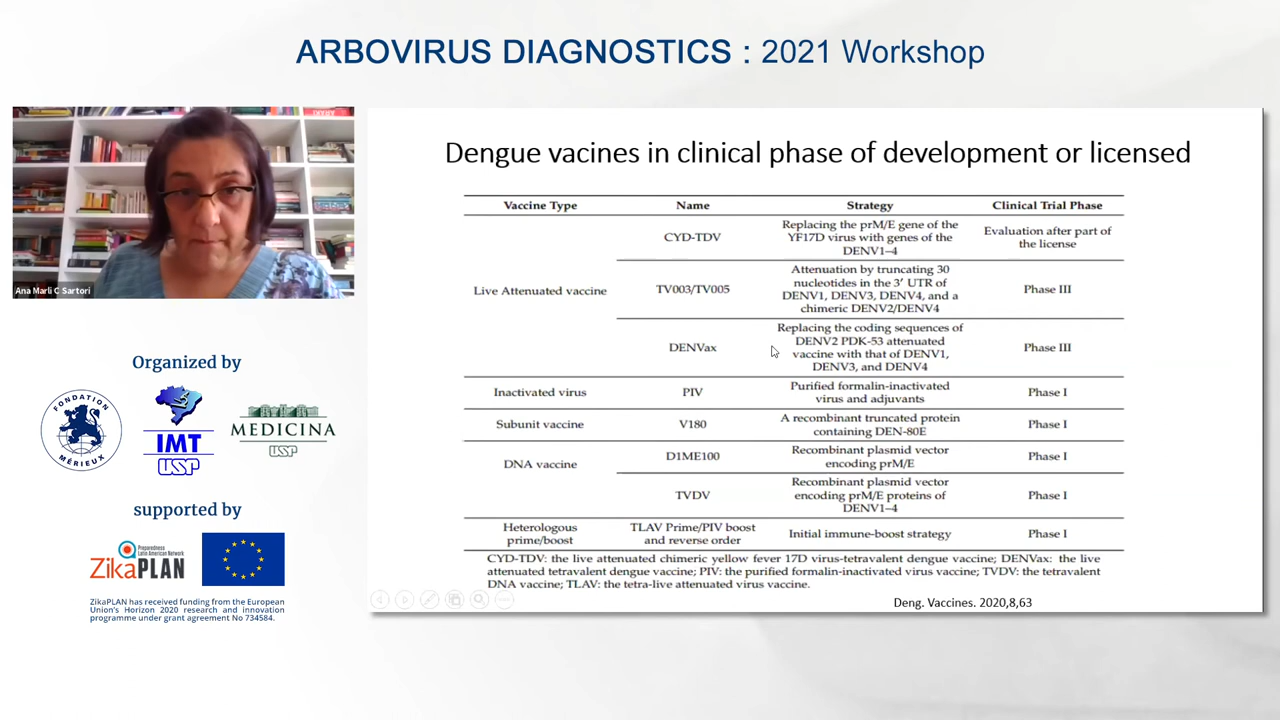 ARBOVIRUS DIAGNOSTICS : 2021 Workshop
Ana Marli C Sartori
Organized by
FONDATION
MÉRIEUX
IMT
USP
MEDICINA
USP
supported by
Preparedness
Latin American Network
ZikaPLAN
ZikaPLAN has received funding from the European
Union's Horizon 2020 research and innovation
programme under grant agreement No 734584.
Dengue vacines in clinical phase of development or licensed
Vaccine Type Name Strategy Clinical Trial Phase
Live Attenuated vaccine
CYD-TDV
Replacing the prM/E gene of the
YF17D virus with genes of the
DENV1–4
Evaluation after part of
the license
TV003/TV005
Attenuation by truncating 30
nucleotides in the 3′ UTR of
DENV1, DENV3, DENV4, and a
chimeric DENV2/DENV4
Phase III
DENVax
Replacing the coding sequences of
DENV2 PDK-53 attenuated
vaccine with that of DENV1,
DENV3, and DENV4
Phase III
Inactivated virus
PIV
Purified formalin-inactivated
virus and adjuvants
Phase I
Subunit vaccine
V180
A recombinant truncated protein
containing DEN-80E
Phase I
DNA vaccine
D1ME100
Recombinant plasmid vector
encoding prM/E
Phase I
TVDV
Recombinant plasmid vector
encoding prM/E proteins of
DENV1–4
Phase I
Heterologous
prime/boost
TLAV Prime/PIV boost
and reverse order
Initial immune-boost strategy
Phase I
CYD-TDV: the live attenuated chimeric yellow fever 17D virus-tetravalent dengue vaccine; DENVax: the live
attenuated tetravalent dengue vaccine; PIV: the purified formalin-inactivated virus vaccine; TVDV: the tetravalent
DNA vaccine; TLAV: the tetra-live attenuated virus vaccine.
Deng. Vaccines. 2020,8,63